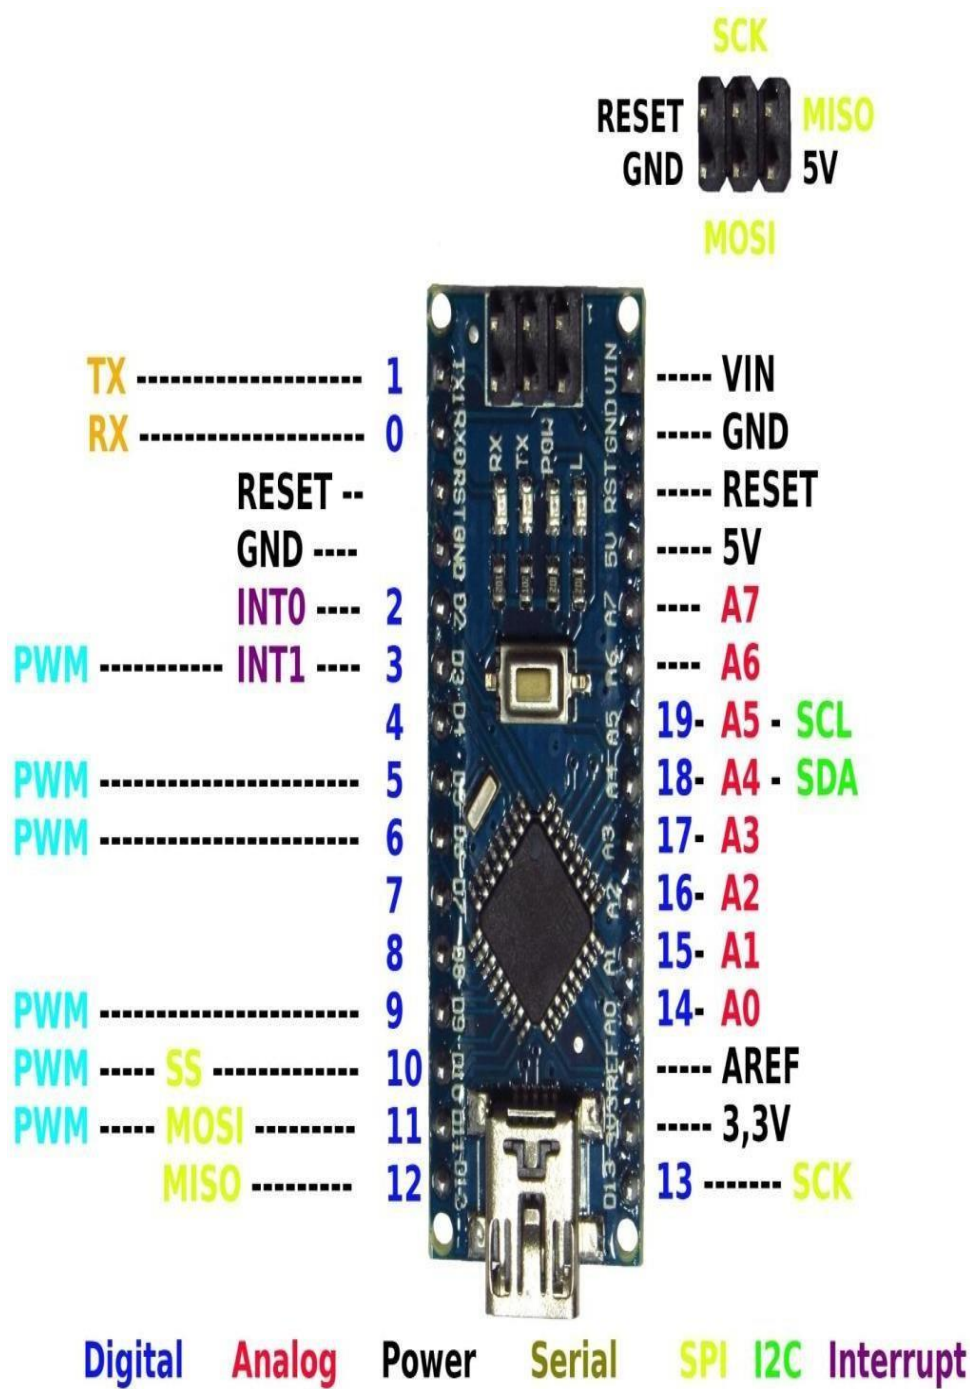 SCK
RESET MISO
GND 5V
MOSI
TX ------------------- 1 TX1 VIN ----- VIN
RX ------------------- 0 RX0 GND ----- GND
RX TX POW L
RESET -- RST RST ----- RESET
GND ---- GND 5V ----- 5V
INT0 ---- 2 D2 A7 ---- A7
PWM ----------- INT1 ---- 3 D3 A6 ---- A6
4 D4 A5 19- A5 - SCL
PWM ---------------------- 5 D5 A4 18- A4 - SDA
PWM ---------------------- 6 D6 A3 17- A3
7 D7 A2 16- A2
8 D8 A1 15- A1
PWM ---------------------- 9 D9 A0 14- A0
PWM ----- SS ------------ 10 D10 REF ----- AREF
PWM ----- MOSI --------- 11 D11 3V3 ----- 3,3V
MISO --------- 12 D12 D13 13 ------- SCK
Digital Analog Power Serial SPI I2C Interrupt